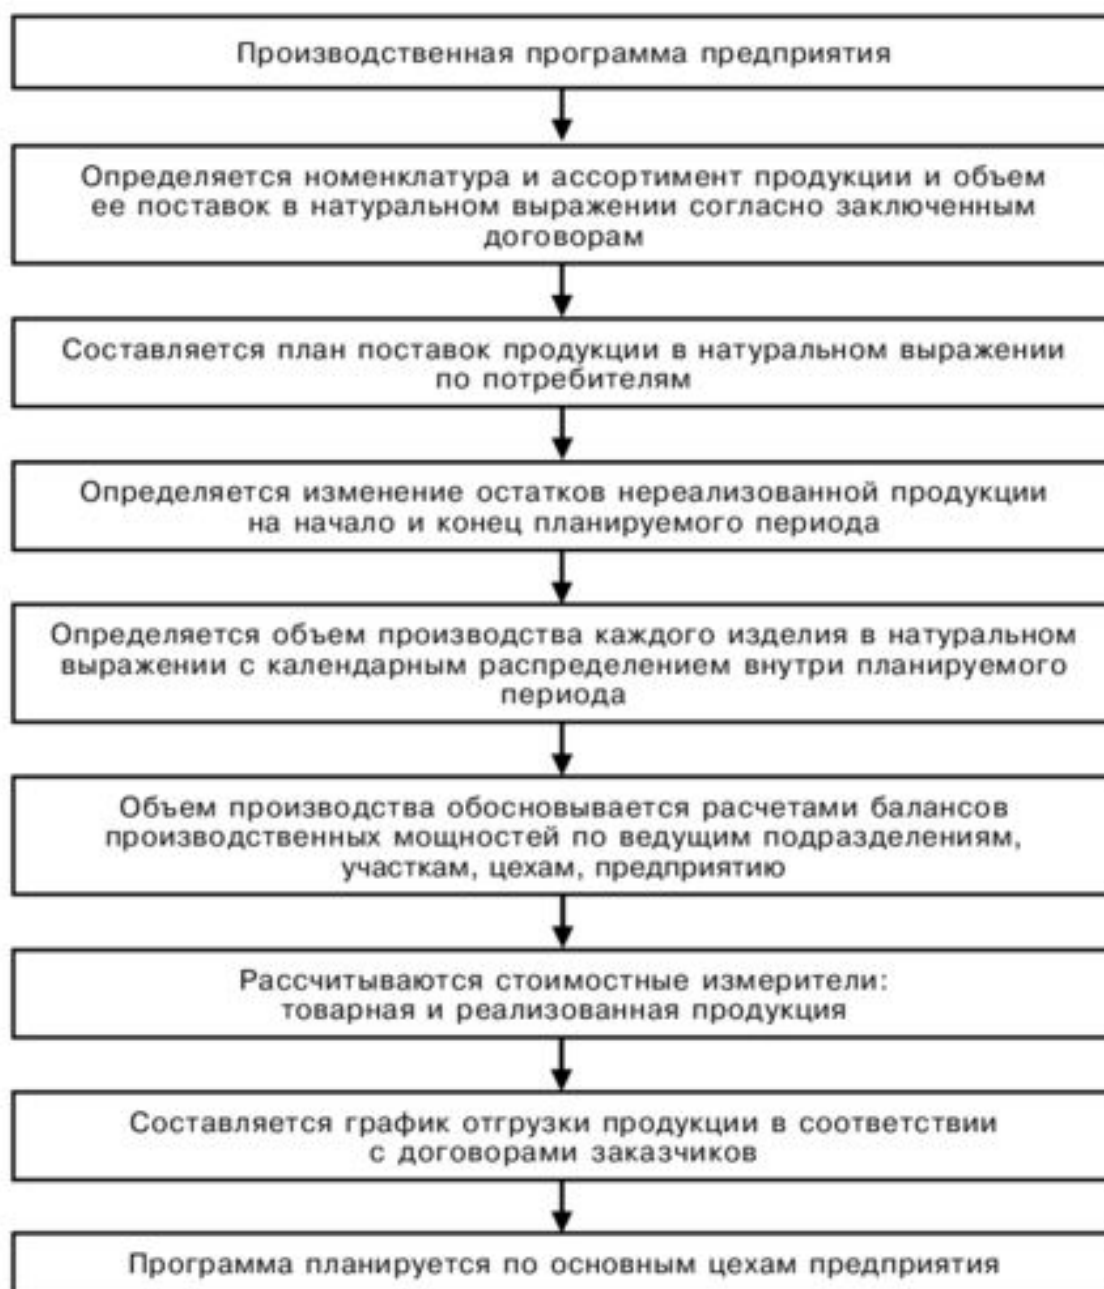 Производственная программа предприятия
Определяется номенклатура и ассортимент продукции и объем
ее поставок в натуральном выражении согласно заключенным
договорам
Составляется план поставок продукции в натуральном выражении
по потребителям
Определяется изменение остатков нереализованной продукции
на начало и конец планируемого периода
Определяется объем производства каждого изделия в натуральном
выражении с календарным распределением внутри планируемого
периода
Объем производства обосновывается расчетами балансов
производственных мощностей по ведущим подразделениям,
участкам, цехам, предприятию
Рассчитываются стоимостные измерители:
товарная и реализованная продукция
Составляется график отгрузки продукции в соответствии
с договорами заказчиков
Программа планируется по основным цехам предприятия